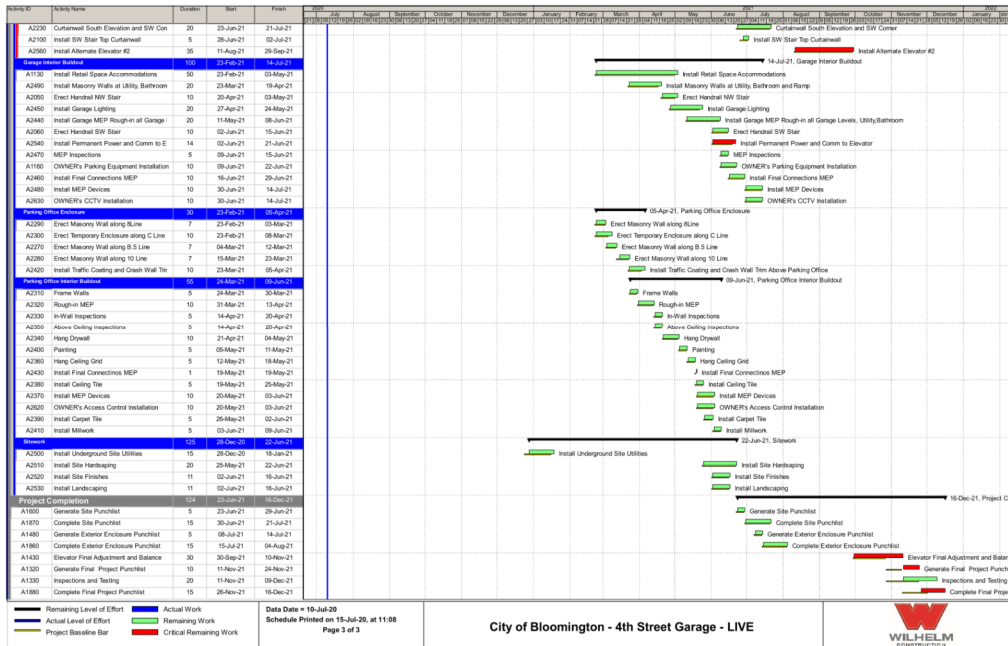 Activity ID Activity Name Duration Start Finish 2020 2021 2022
July August September October November December January February March April May June July August September October November December January
A2230 Curtainwall South Elevation and SW Con 20 23-Jun-21 21-Jul-21 Curtainwall South Elevation and SW Corner
A2100 Install SW Stair Top Curtainwall 5 28-Jun-21 02-Jul-21 Install SW Stair Top Curtainwall
A2560 Install Alternate Elevator #2 35 11-Aug-21 29-Sep-21 Install Alternate Elevator #2
Garage Interior Buildout 100 23-Feb-21 14-Jul-21 14-Jul-21, Garage Interior Buildout
A1130 Install Retail Space Accommodations 50 23-Feb-21 03-May-21 Install Retail Space Accommodations
A2490 Install Masonry Walls at Utility, Bathroom 20 23-Mar-21 19-Apr-21 Install Masonry Walls at Utility, Bathroom and Ramp
A2050 Erect Handrail NW Stair 10 20-Apr-21 03-May-21 Erect Handrail NW Stair
A2450 Install Garage Lighting 20 27-Apr-21 24-May-21 Install Garage Lighting
A2440 Install Garage MEP Rough-in all Garage 20 11-May-21 08-Jun-21 Install Garage MEP Rough-in all Garage Levels, Utility,Bathroom
A2060 Erect Handrail SW Stair 10 02-Jun-21 15-Jun-21 Erect Handrail SW Stair
A2540 Install Permanent Power and Comm to E 14 02-Jun-21 21-Jun-21 Install Permanent Power and Comm to Elevator
A2470 MEP Inspections 5 09-Jun-21 15-Jun-21 MEP Inspections
A1160 OWNER's Parking Equipment Installation 10 09-Jun-21 22-Jun-21 OWNER's Parking Equipment Installation
A2460 Install Final Connections MEP 10 16-Jun-21 29-Jun-21 Install Final Connections MEP
A2480 Install MEP Devices 10 30-Jun-21 14-Jul-21 Install MEP Devices
A2630 OWNER's CCTV Installation 10 30-Jun-21 14-Jul-21 OWNER's CCTV Installation
Parking Office Enclosure 30 23-Feb-21 05-Apr-21 05-Apr-21, Parking Office Enclosure
A2290 Erect Masonry Wall along 8Line 7 23-Feb-21 03-Mar-21 Erect Masonry Wall along 8Line
A2300 Erect Temporary Enclosure along C Line 10 23-Feb-21 08-Mar-21 Erect Temporary Enclosure along C Line
A2270 Erect Masonry Wall along B.5 Line 7 04-Mar-21 12-Mar-21 Erect Masonry Wall along B.5 Line
A2280 Erect Masonry Wall along 10 Line 7 15-Mar-21 23-Mar-21 Erect Masonry Wall along 10 Line
A2420 Install Traffic Coating and Crash Wall Trir 10 23-Mar-21 05-Apr-21 Install Traffic Coating and Crash Wall Trim Above Parking Office
Parking Office Interior Buildout 55 24-Mar-21 09-Jun-21 09-Jun-21, Parking Office Interior Buildout
A2310 Frame Walls 5 24-Mar-21 30-Mar-21 Frame Walls
A2320 Rough-in MEP 10 31-Mar-21 13-Apr-21 Rough-in MEP
A2330 In-Wall Inspections 5 14-Apr-21 20-Apr-21 In-Wall Inspections
A2350 Above Ceiling inspections 5 14-Apr-21 20-Apr-21 Above Ceiling inspections
A2340 Hang Drywall 10 21-Apr-21 04-May-21 Hang Drywall
A2400 Painting 5 05-May-21 11-May-21 Painting
A2360 Hang Ceiling Grid 5 12-May-21 18-May-21 Hang Ceiling Grid
A2430 Install Final Connectinos MEP 1 19-May-21 19-May-21 Install Final Connectinos MEP
A2380 Install Ceiling Tile 5 19-May-21 25-May-21 Install Ceiling Tile
A2370 Install MEP Devices 10 20-May-21 03-Jun-21 Install MEP Devices
A2620 OWNER's Access Control Installation 10 20-May-21 03-Jun-21 OWNER's Access Control Installation
A2390 Install Carpet Tile 5 26-May-21 02-Jun-21 Install Carpet Tile
A2410 Install Millwork 5 03-Jun-21 09-Jun-21 Install Millwork
Sitework 125 28-Dec-20 22-Jun-21 22-Jun-21, Sitework
A2500 Install Underground Site Utilities 15 28-Dec-20 18-Jan-21 Install Underground Site Utilities
A2510 Install Site Hardsaping 20 25-May-21 22-Jun-21 Install Site Hardsaping
A2520 Install Site Finishes 11 02-Jun-21 16-Jun-21 Install Site Finishes
A2530 Install Landscaping 11 02-Jun-21 16-Jun-21 Install Landscaping
Project Completion 124 23-Jun-21 16-Dec-21 16-Dec-21, Project C
A1600 Generate Site Punchlist 5 23-Jun-21 29-Jun-21 Generate Site Punchlist
A1870 Complete Site Punchlist 15 30-Jun-21 21-Jul-21 Complete Site Punchlist
A1480 Generate Exterior Enclosure Punchlist 5 08-Jul-21 14-Jul-21 Generate Exterior Enclosure Punchlist
A1860 Complete Exterior Enclosure Punchlist 15 15-Jul-21 04-Aug-21 Complete Exterior Enclosure Punchlist
A1430 Elevator Final Adjustment and Balance 30 30-Sep-21 10-Nov-21 Elevator Final Adjustment and Balan
A1320 Generate Final Project Punchlist 10 11-Nov-21 24-Nov-21 Generate Final Project Punch
A1330 Inspections and Testing 20 11-Nov-21 09-Dec-21 Inspections and Testing
A1880 Complete Final Project Punchlist 15 26-Nov-21 16-Dec-21 Complete Final Proje
Remaining Level of Effort Actual Work
Actual Level of Effort Remaining Work
Project Baseline Bar Critical Remaining Work
Data Date = 10-Jul-20
Schedule Printed on 15-Jul-20, at 11:08
Page 3 of 3
City of Bloomington - 4th Street Garage - LIVE
WILHELM
CONSTRUCTION